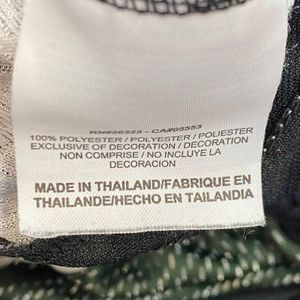 RN#56323 - CA#05553
100% POLYESTER / POLYESTER / POLIESTER
EXCLUSIVE OF DECORATION / DECORATION
NON COMPRISE / NO INCLUYE LA
DECORACION
MADE IN THAILAND/FABRIQUE EN
THAILANDE/HECHO EN TAILANDIA